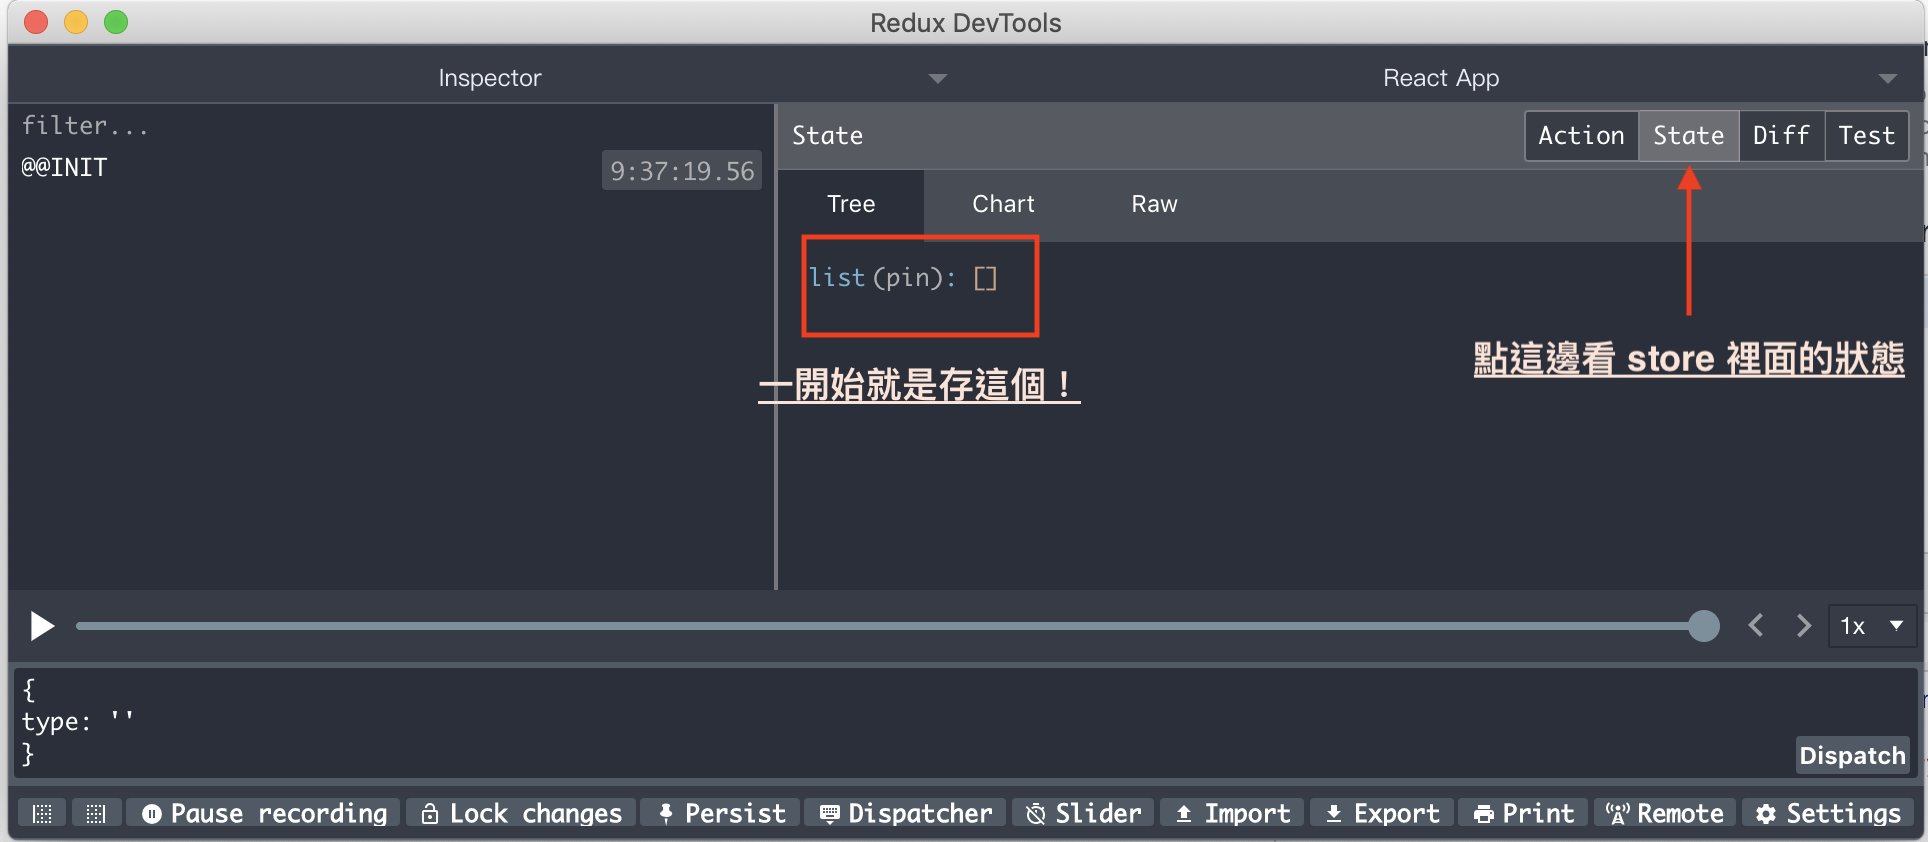 Redux DevTools
Inspector
React App
filter...
@@INIT
9:37:19.56
State
Action
State
Diff
Test
Tree
Chart
Raw
list (pin): []
一開始就是存這個！
點這邊看 store 裡面的狀態
1x
{
type: ''
}
Dispatch
Pause recording
Lock changes
Persist
Dispatcher
Slider
Import
Export
Print
Remote
Settings